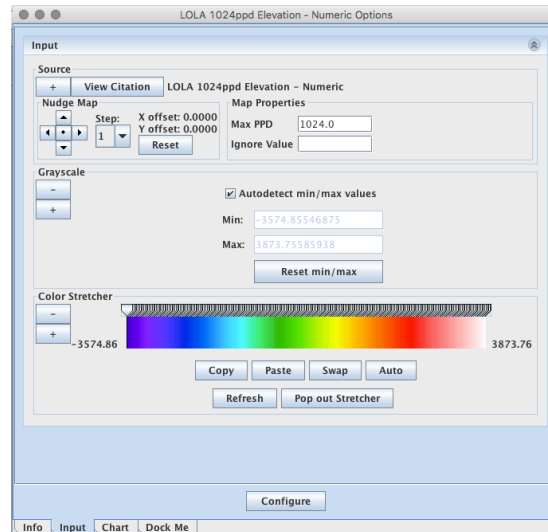 LOLA 1024ppd Elevation - Numeric Options
Input
Source
+ View Citation LOLA 1024ppd Elevation - Numeric
Nudge Map
Step:
1
X offset: 0.0000
Y offset: 0.0000
Reset
Map Properties
Max PPD 1024.0
Ignore Value
Grayscale
-
+
Autodetect min/max values
Min: -3574.85546875
Max: 3873.75585938
Reset min/max
Color Stretcher
-
+
-3574.86 3873.76
Copy Paste Swap Auto
Refresh Pop out Stretcher
Configure
Info Input Chart Dock Me